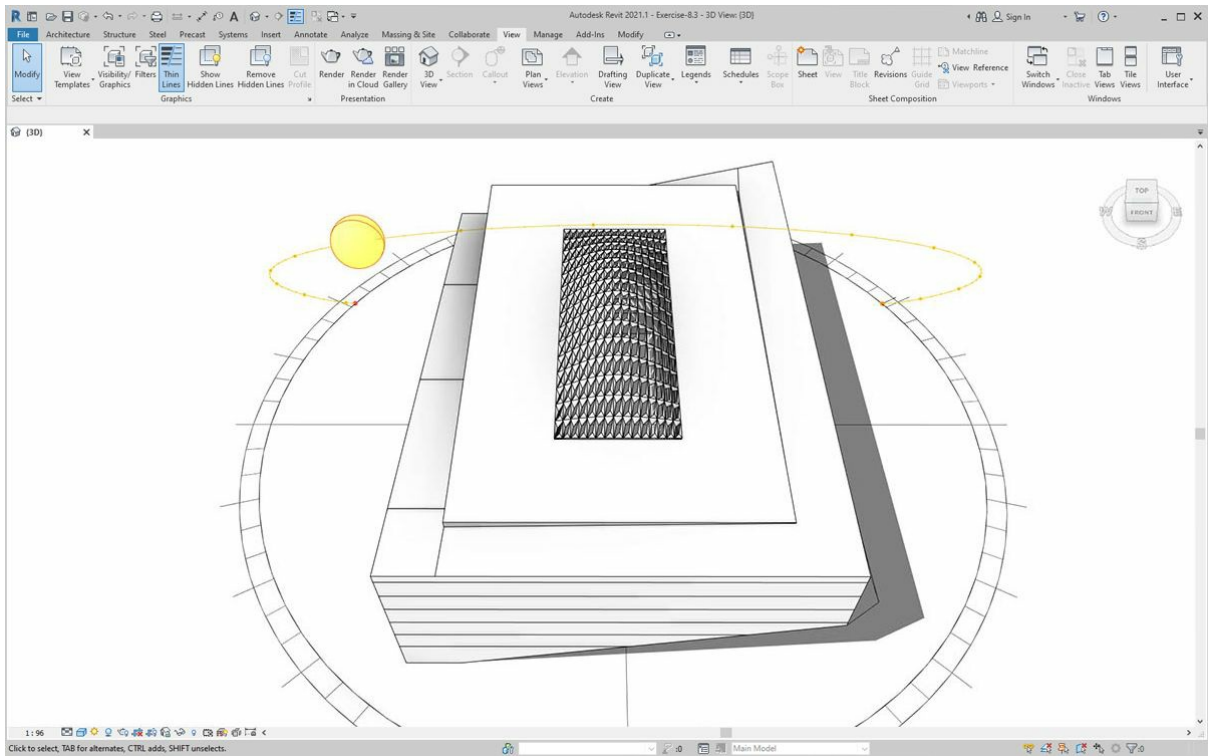 R A Autodesk Revit 2021.1 - Exercise-8.3 - 3D View: {3D} Sign In ?
File Architecture Structure Steel Precast Systems Insert Annotate Analyze Massing & Site Collaborate View Manage Add-Ins Modify
Modify View Templates Visibility/ Graphics Filters Thin Lines Show Hidden Lines Remove Hidden Lines Cut Profile Render Render in Cloud Render Gallery 3D View Section Callout Plan Views Elevation Drafting View Duplicate View Legends Schedules Scope Box Sheet View Title Block Revisions Guide Grid Matchline View Reference Viewports Switch Windows Close Inactive Tab Views Tile Views User Interface
Select Graphics Presentation Create Sheet Composition Windows
{3D}
TOP
FRONT
W E
S
1 : 96
Click to select, TAB for alternates, CTRL adds, SHIFT unselects. :0 Main Model :0